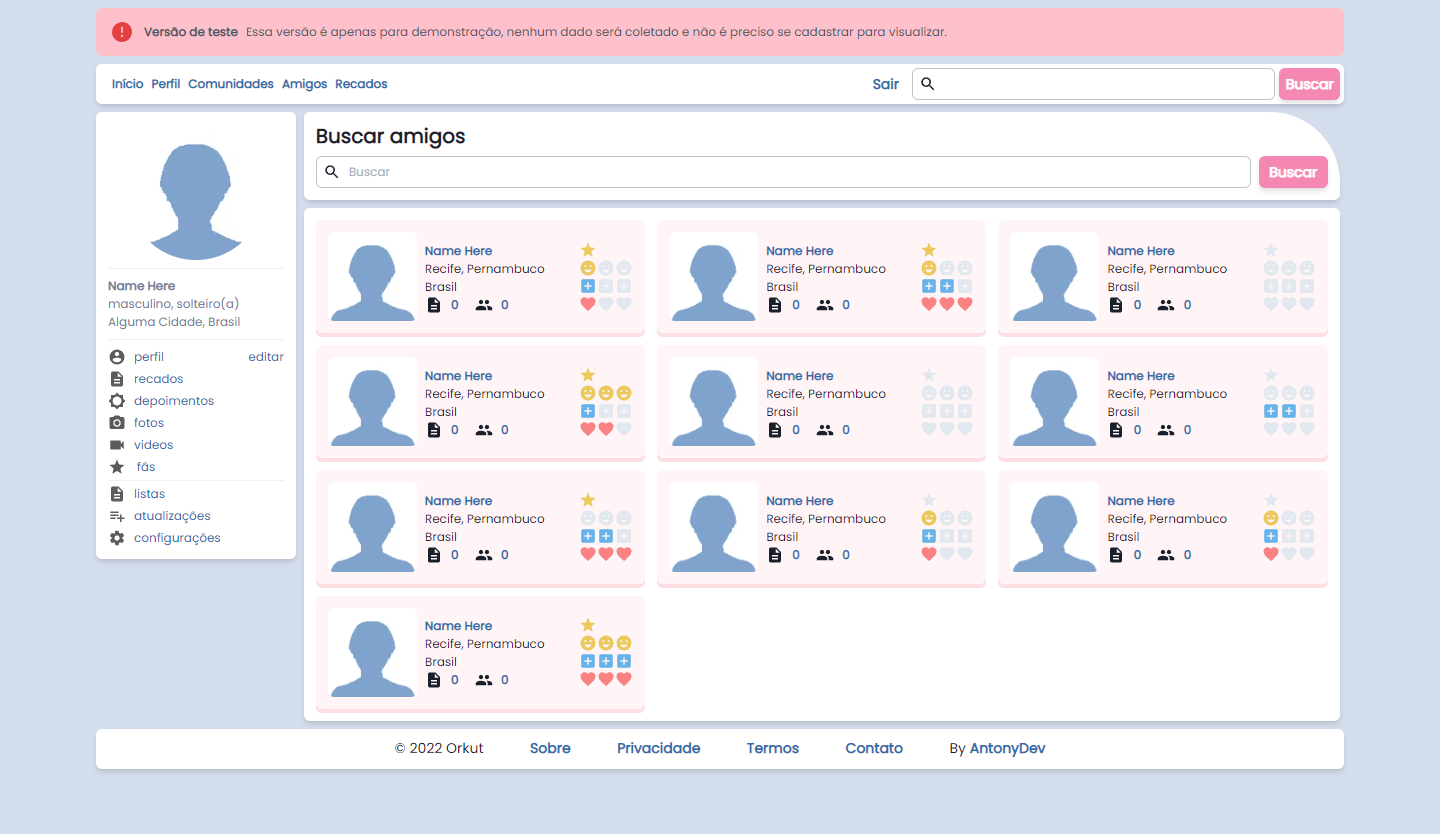 Versão de teste Essa versão é apenas para demonstração, nenhum dado será coletado e não é preciso se cadastrar para visualizar.
Início Perfil Comunidades Amigos Recados Sair Buscar
Name Here
masculino, solteiro(a)
Alguma Cidade, Brasil
perfil editar
recados
depoimentos
fotos
videos
fãs
listas
atualizações
configurações
Buscar amigos
Buscar Buscar
Name Here
Recife, Pernambuco
Brasil
0 0
Name Here
Recife, Pernambuco
Brasil
0 0
Name Here
Recife, Pernambuco
Brasil
0 0
Name Here
Recife, Pernambuco
Brasil
0 0
Name Here
Recife, Pernambuco
Brasil
0 0
Name Here
Recife, Pernambuco
Brasil
0 0
Name Here
Recife, Pernambuco
Brasil
0 0
Name Here
Recife, Pernambuco
Brasil
0 0
Name Here
Recife, Pernambuco
Brasil
0 0
Name Here
Recife, Pernambuco
Brasil
0 0
© 2022 Orkut Sobre Privacidade Termos Contato By AntonyDev